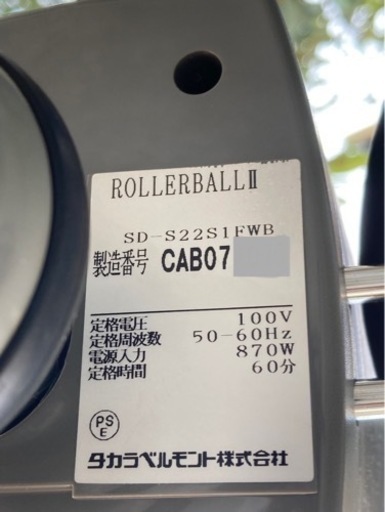 ROLLERBALLⅡ
SD-S22S1FWB
製造番号 CAB07
定格電圧 100V
定格周波数 50-60Hz
電源入力 870W
定格時間 60分
PS
E
タカラベルモント株式会社